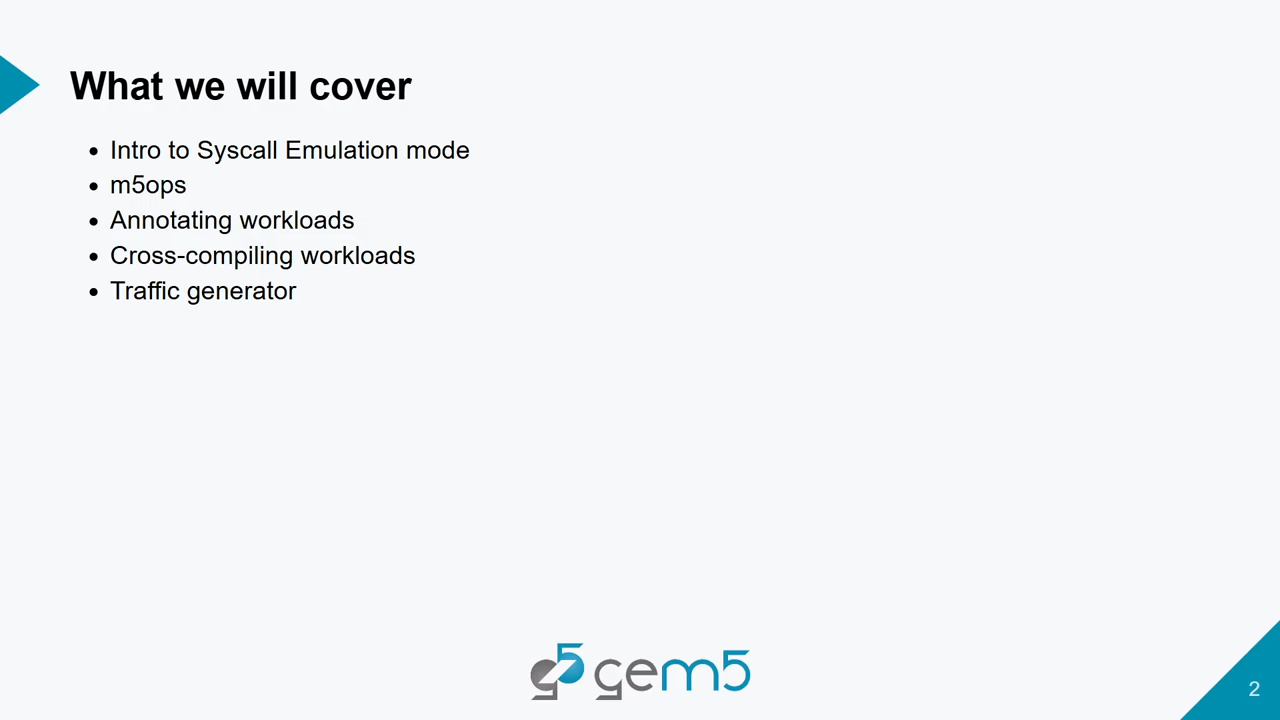 What we will cover
• Intro to Syscall Emulation mode
• m5ops
• Annotating workloads
• Cross-compiling workloads
• Traffic generator
g5 gem5
2